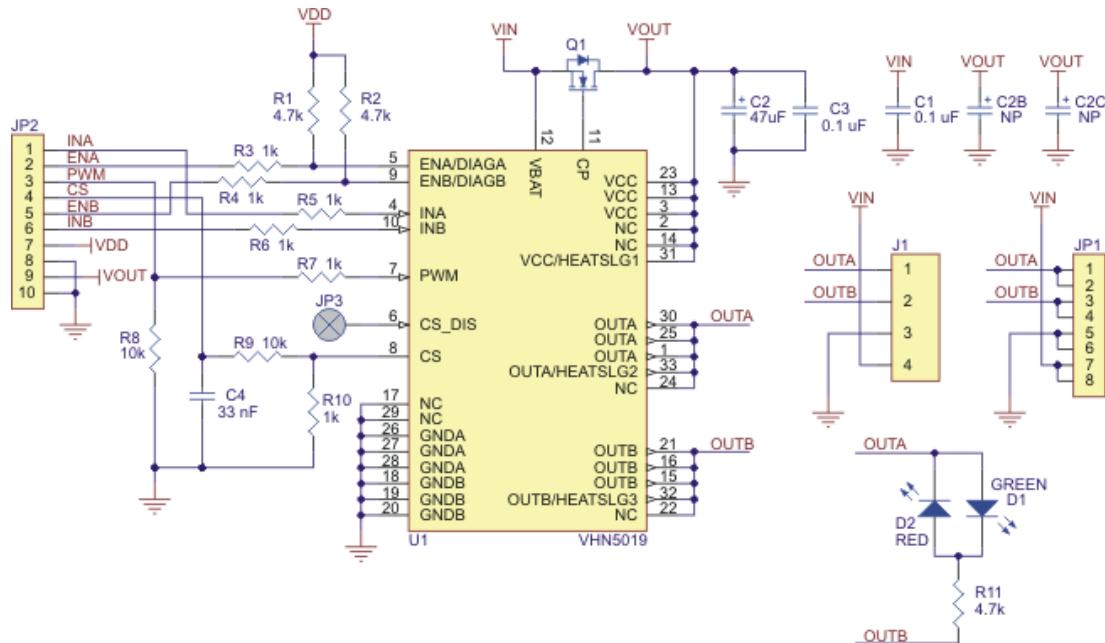 VDD
VIN
Q1
VOUT
VIN
VOUT
VOUT
R1
4.7k
R2
4.7k
C2
47uF
C3
0.1 uF
C1
0.1 uF
C2B
NP
C2C
NP
JP2
1 INA
2 ENA
3 PWM
4 CS
5 ENB
6 INB
7 VDD
8
9 VOUT
10
R3 1k
R4 1k
R5 1k
R6 1k
R7 1k
JP3
R8
10k
R9 10k
C4
33 nF
R10
1k
12
VBAT
11
CP
5 ENA/DIAGA
9 ENB/DIAGB
4 INA
10 INB
7 PWM
6 CS_DIS
8 CS
17 NC
29 NC
26 GNDA
27 GNDA
28 GNDA
18 GNDB
19 GNDB
20 GNDB
VCC 23
VCC 13
VCC 3
NC 2
NC 14
VCC/HEATSLG1 31
OUTA 30 OUTA
OUTA 25
OUTA 1
OUTA/HEATSLG2 33
NC 24
OUTB 21 OUTB
OUTB 16
OUTB 15
OUTB/HEATSLG3 32
NC 22
U1
VHN5019
VIN
J1
OUTA 1
OUTB 2
3
4
VIN
JP1
OUTA 1
2
OUTB 3
4
5
6
7
8
OUTA
GREEN
D1
D2
RED
R11
4.7k
OUTB